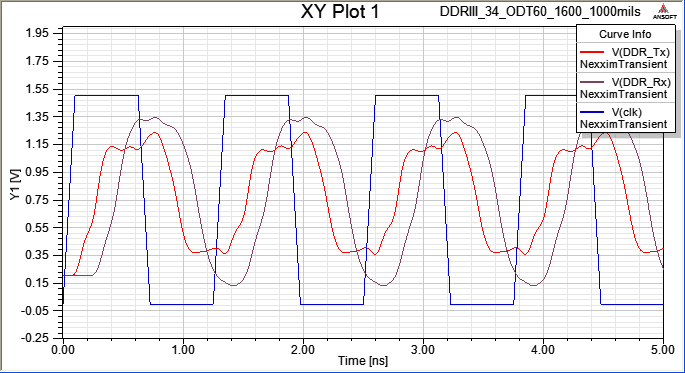 XY Plot 1
DDRIII_34_ODT60_1600_1000mils
ANSOFT
Curve Info
V(DDR_Tx)
NexximTransient
V(DDR_Rx)
NexximTransient
V(clk)
NexximTransient
Y1 [V]
1.95
1.75
1.55
1.35
1.15
0.95
0.75
0.55
0.35
0.15
-0.05
-0.25
0.00 1.00 2.00 3.00 4.00 5.00
Time [ns]